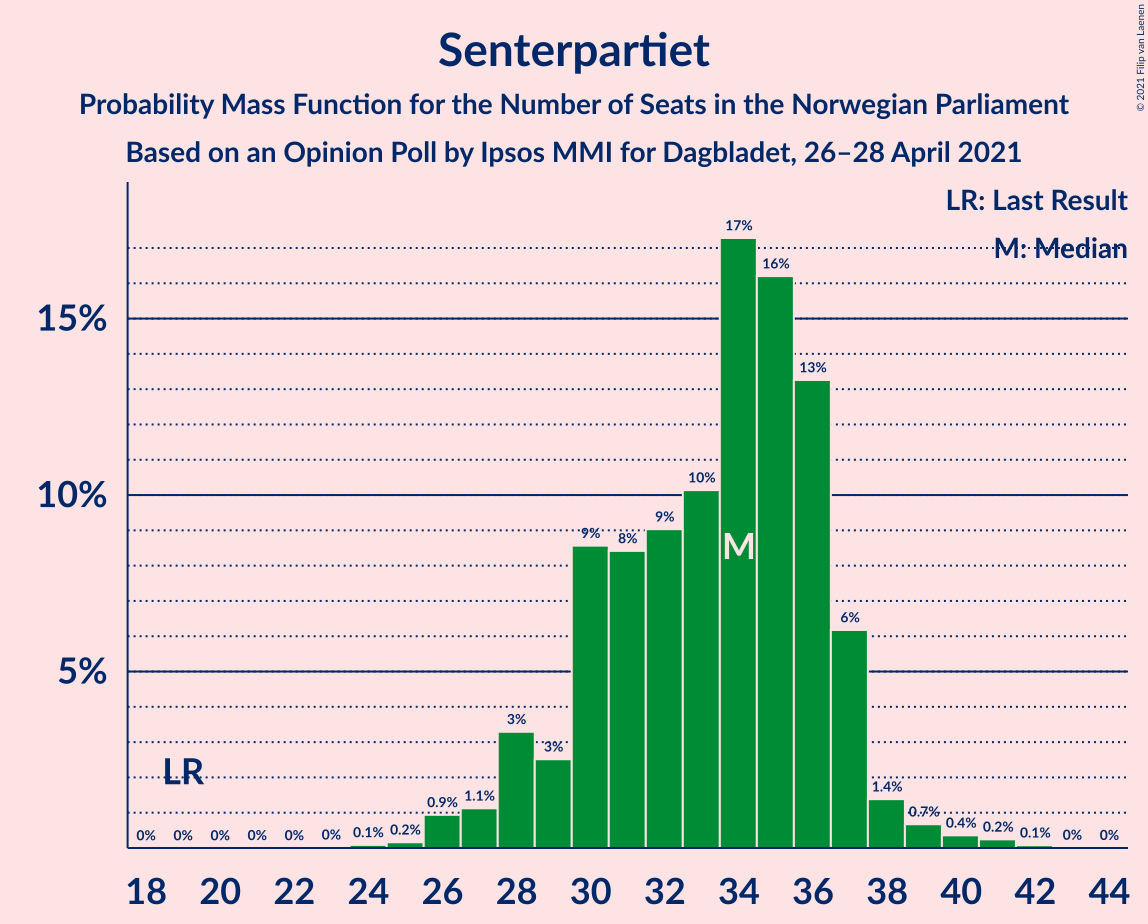 Senterpartiet
Probability Mass Function for the Number of Seats in the Norwegian Parliament
Based on an Opinion Poll by Ipsos MMI for Dagbladet, 26–28 April 2021
© 2021 Filip van Laenen
LR: Last Result
M: Median
15%
10%
5%
0% 0% 0% 0% 0% 0% 0.1% 0.2% 0.9% 1.1% 3% 3% 9% 8% 9% 10% 17% 16% 13% 6% 1.4% 0.7% 0.4% 0.2% 0.1% 0% 0%
LR
M
18 20 22 24 26 28 30 32 34 36 38 40 42 44